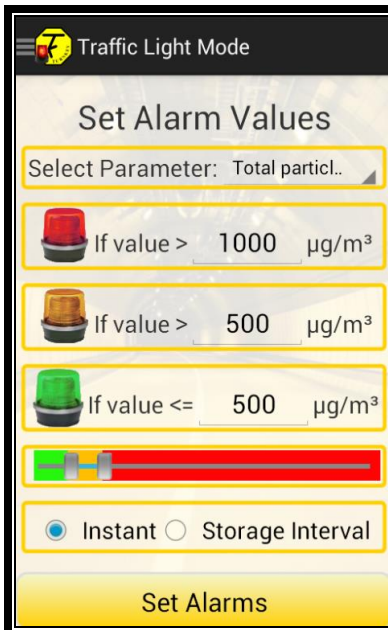 Traffic Light Mode
Set Alarm Values
Select Parameter: Total particl..
If value > 1000 µg/m³
If value > 500 µg/m³
If value <= 500 µg/m³
Instant Storage Interval
Set Alarms